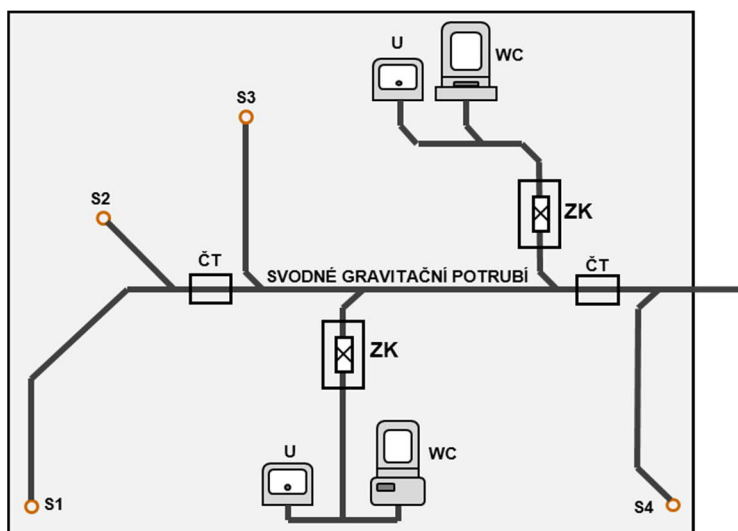 U
WC
S3
S2
ZK
ČT
SVODNÉ GRAVITAČNÍ POTRUBÍ
ČT
ZK
U
WC
S1
S4